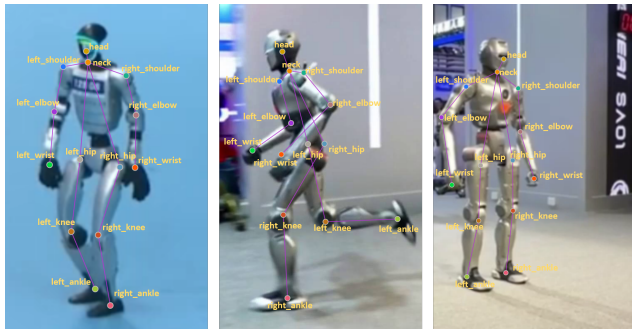 head
neck
left_shoulder
right_shoulder
left_elbow
right_elbow
left_wrist
left_hip
right_hip
right_wrist
left_knee
right_knee
left_ankle
right_ankle
head
neck
left_shoulder
right_shoulder
right_elbow
left_elbow
left_wrist
right_wrist
left_hip
right_knee
left_knee
left_ankle
right_ankle
head
neck
left_shoulder
right_shoulder
left_elbow
right_elbow
left_hip
right_hip
left_wrist
right_wrist
left_knee
right_knee
SA01